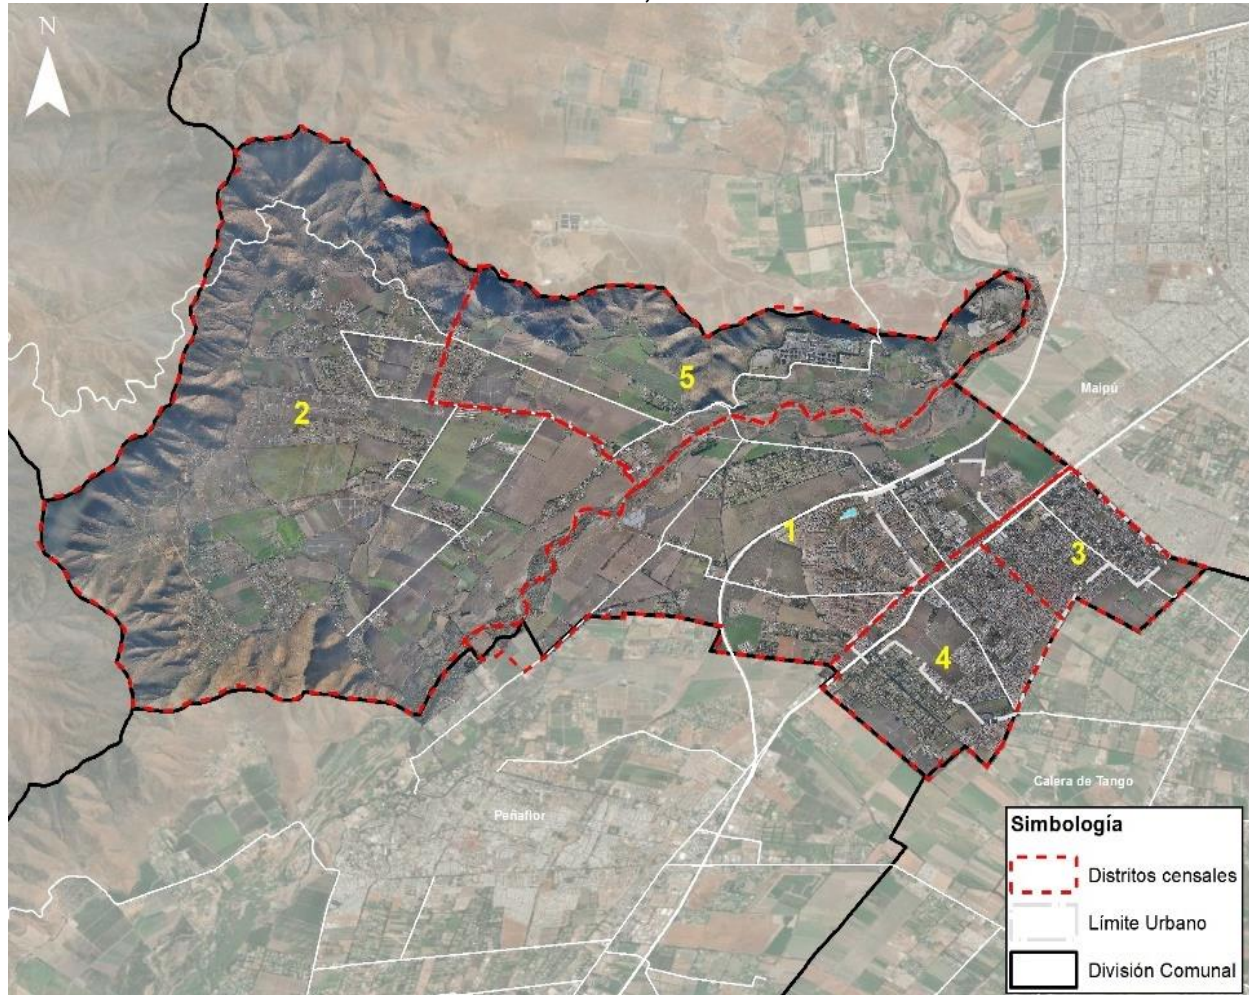 N
5
2
Maipú
1
3
4
Calera de Tango
Peñaflor
Simbología
Distritos censales
Límite Urbano
División Comunal